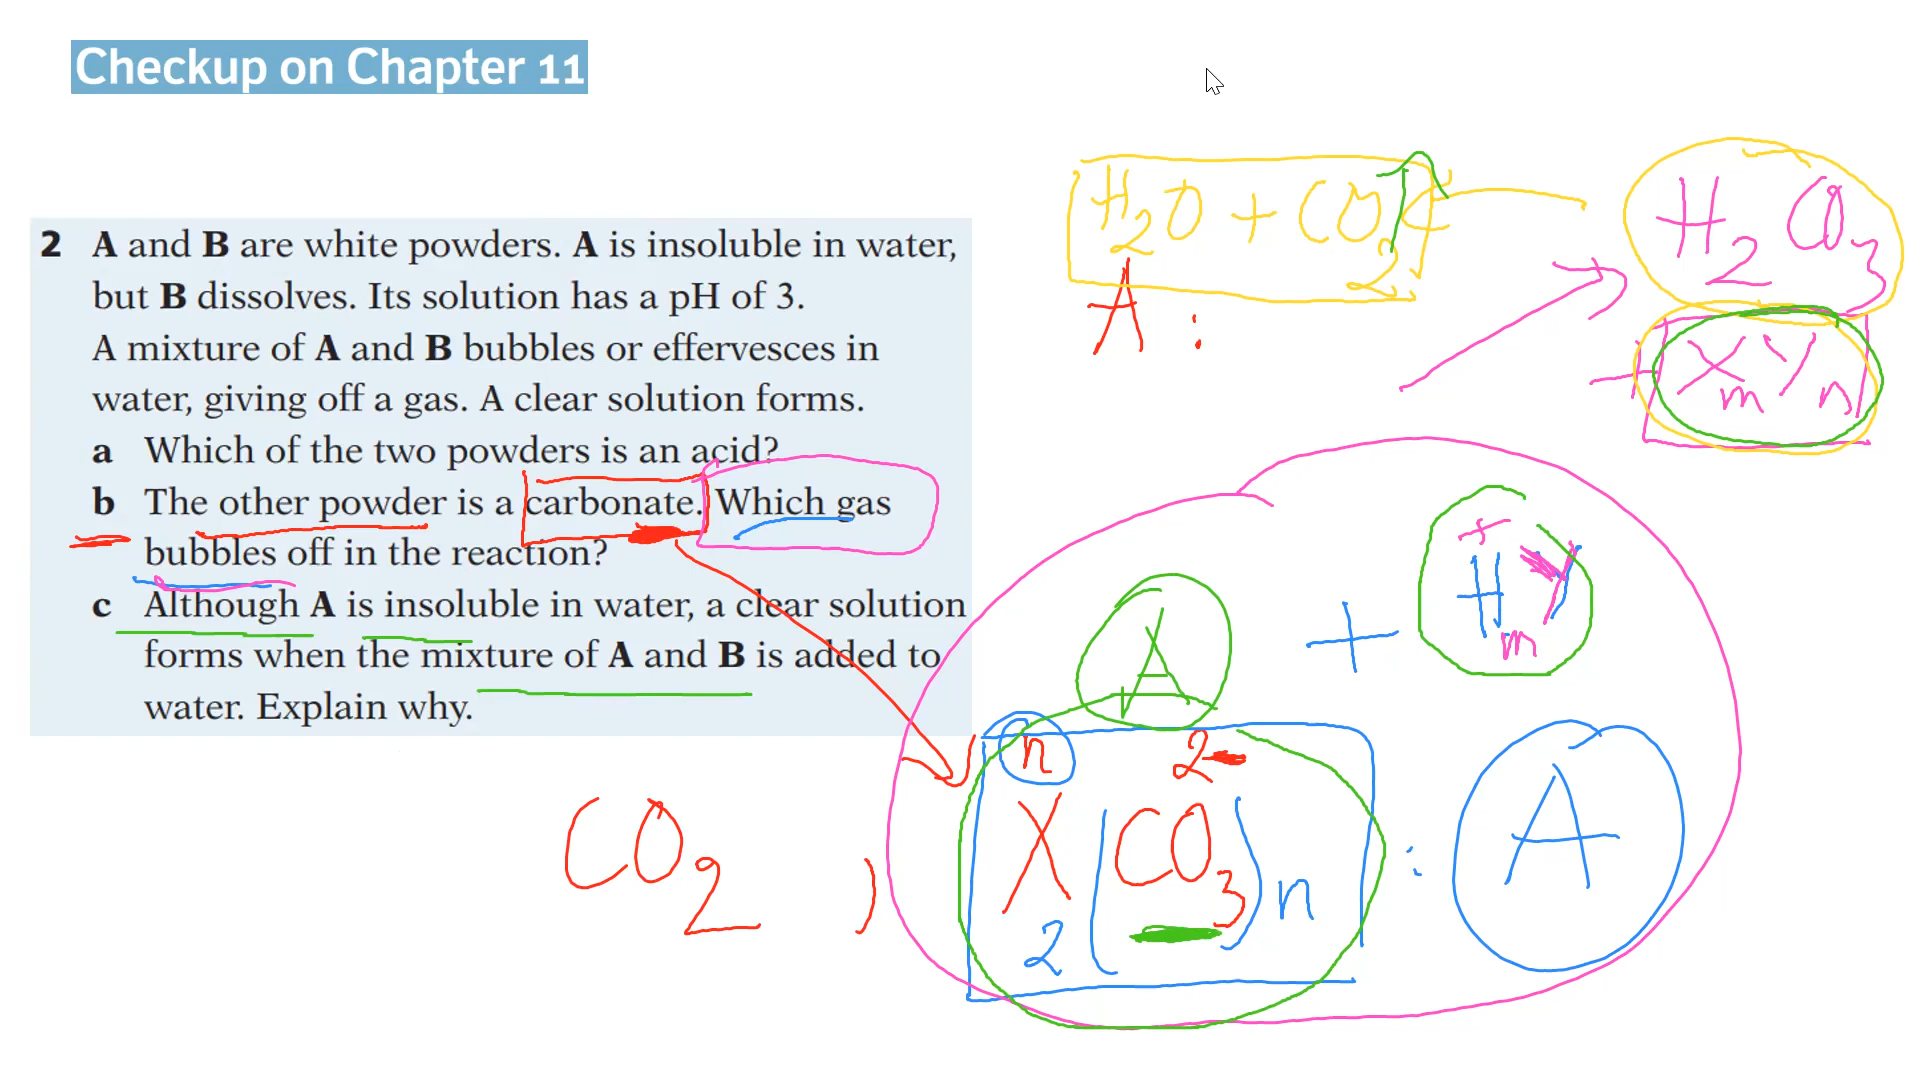 Checkup on Chapter 11
2 A and B are white powders. A is insoluble in water,
but B dissolves. Its solution has a pH of 3.
A mixture of A and B bubbles or effervesces in
water, giving off a gas. A clear solution forms.
a Which of the two powders is an acid?
b The other powder is a carbonate. Which gas
bubbles off in the reaction?
c Although A is insoluble in water, a clear solution
forms when the mixture of A and B is added to
water. Explain why.
H2O + CO2
H2CO3
A :
+ XmYn
A + HmY
+
n 2-
X2(CO3)n : A
CO2 )